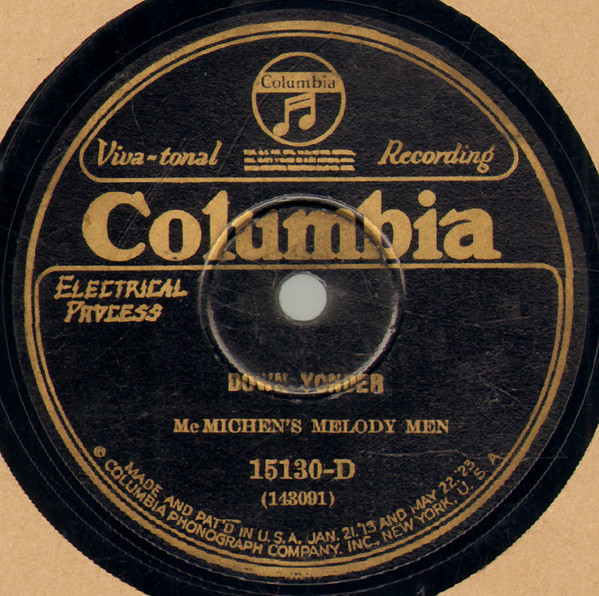 Columbia
Viva-tonal Recording
Columbia
ELECTRICAL
PROCESS
DOWN YONDER
McMICHEN'S MELODY MEN
15130-D
(143091)
MADE AND PAT'D IN U.S.A. JAN. 21,'13 AND MAY 22,'23
© COLUMBIA PHONOGRAPH COMPANY, INC., NEW YORK, U.S.A.